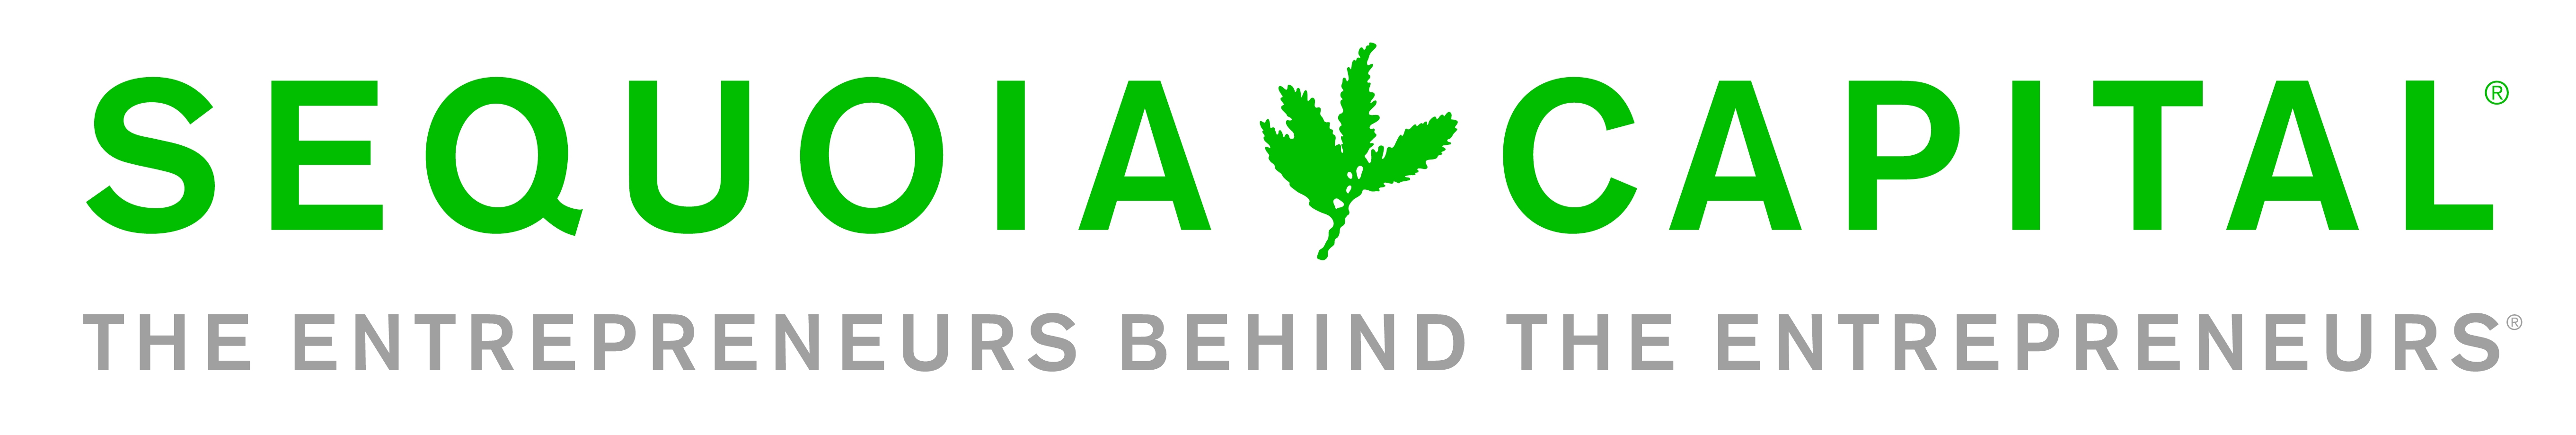 SEQUOIA CAPITAL®
THE ENTREPRENEURS BEHIND THE ENTREPRENEURS®